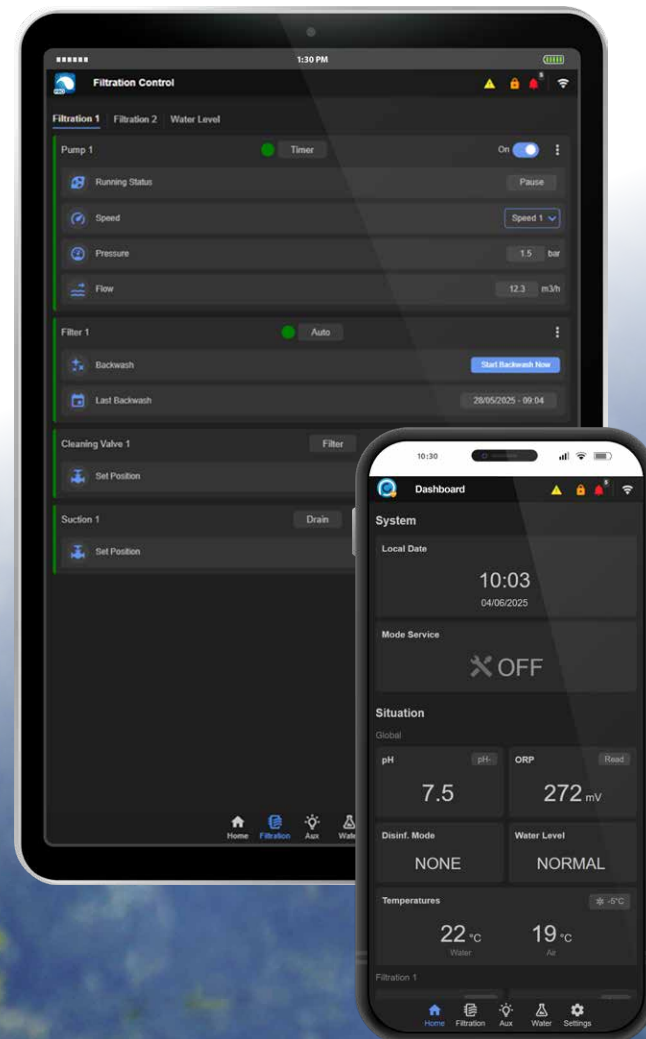 1:30 PM
PRO
Filtration Control
5
Filtration 1 Filtration 2 Water Level
Pump 1 Timer On
Running Status Pause
Speed Speed 1
Pressure 1.5 bar
Flow 12.3 m3/h
Filter 1 Auto
Backwash Start Backwash Now
Last Backwash 28/05/2025 - 09:04
Cleaning Valve 1 Filter
Set Position
Suction 1 Drain
Set Position
Home Filtration Aux
10:30
Dashboard
System
Local Date
10:03
04/06/2025
Mode Service
OFF
Situation
Global
pH pH- ORP Read
7.5 272 mV
Disinf. Mode Water Level
NONE NORMAL
Temperatures -5°C
22 °C 19 °C
Water Air
Filtration 1
Home Filtration Aux Water Settings